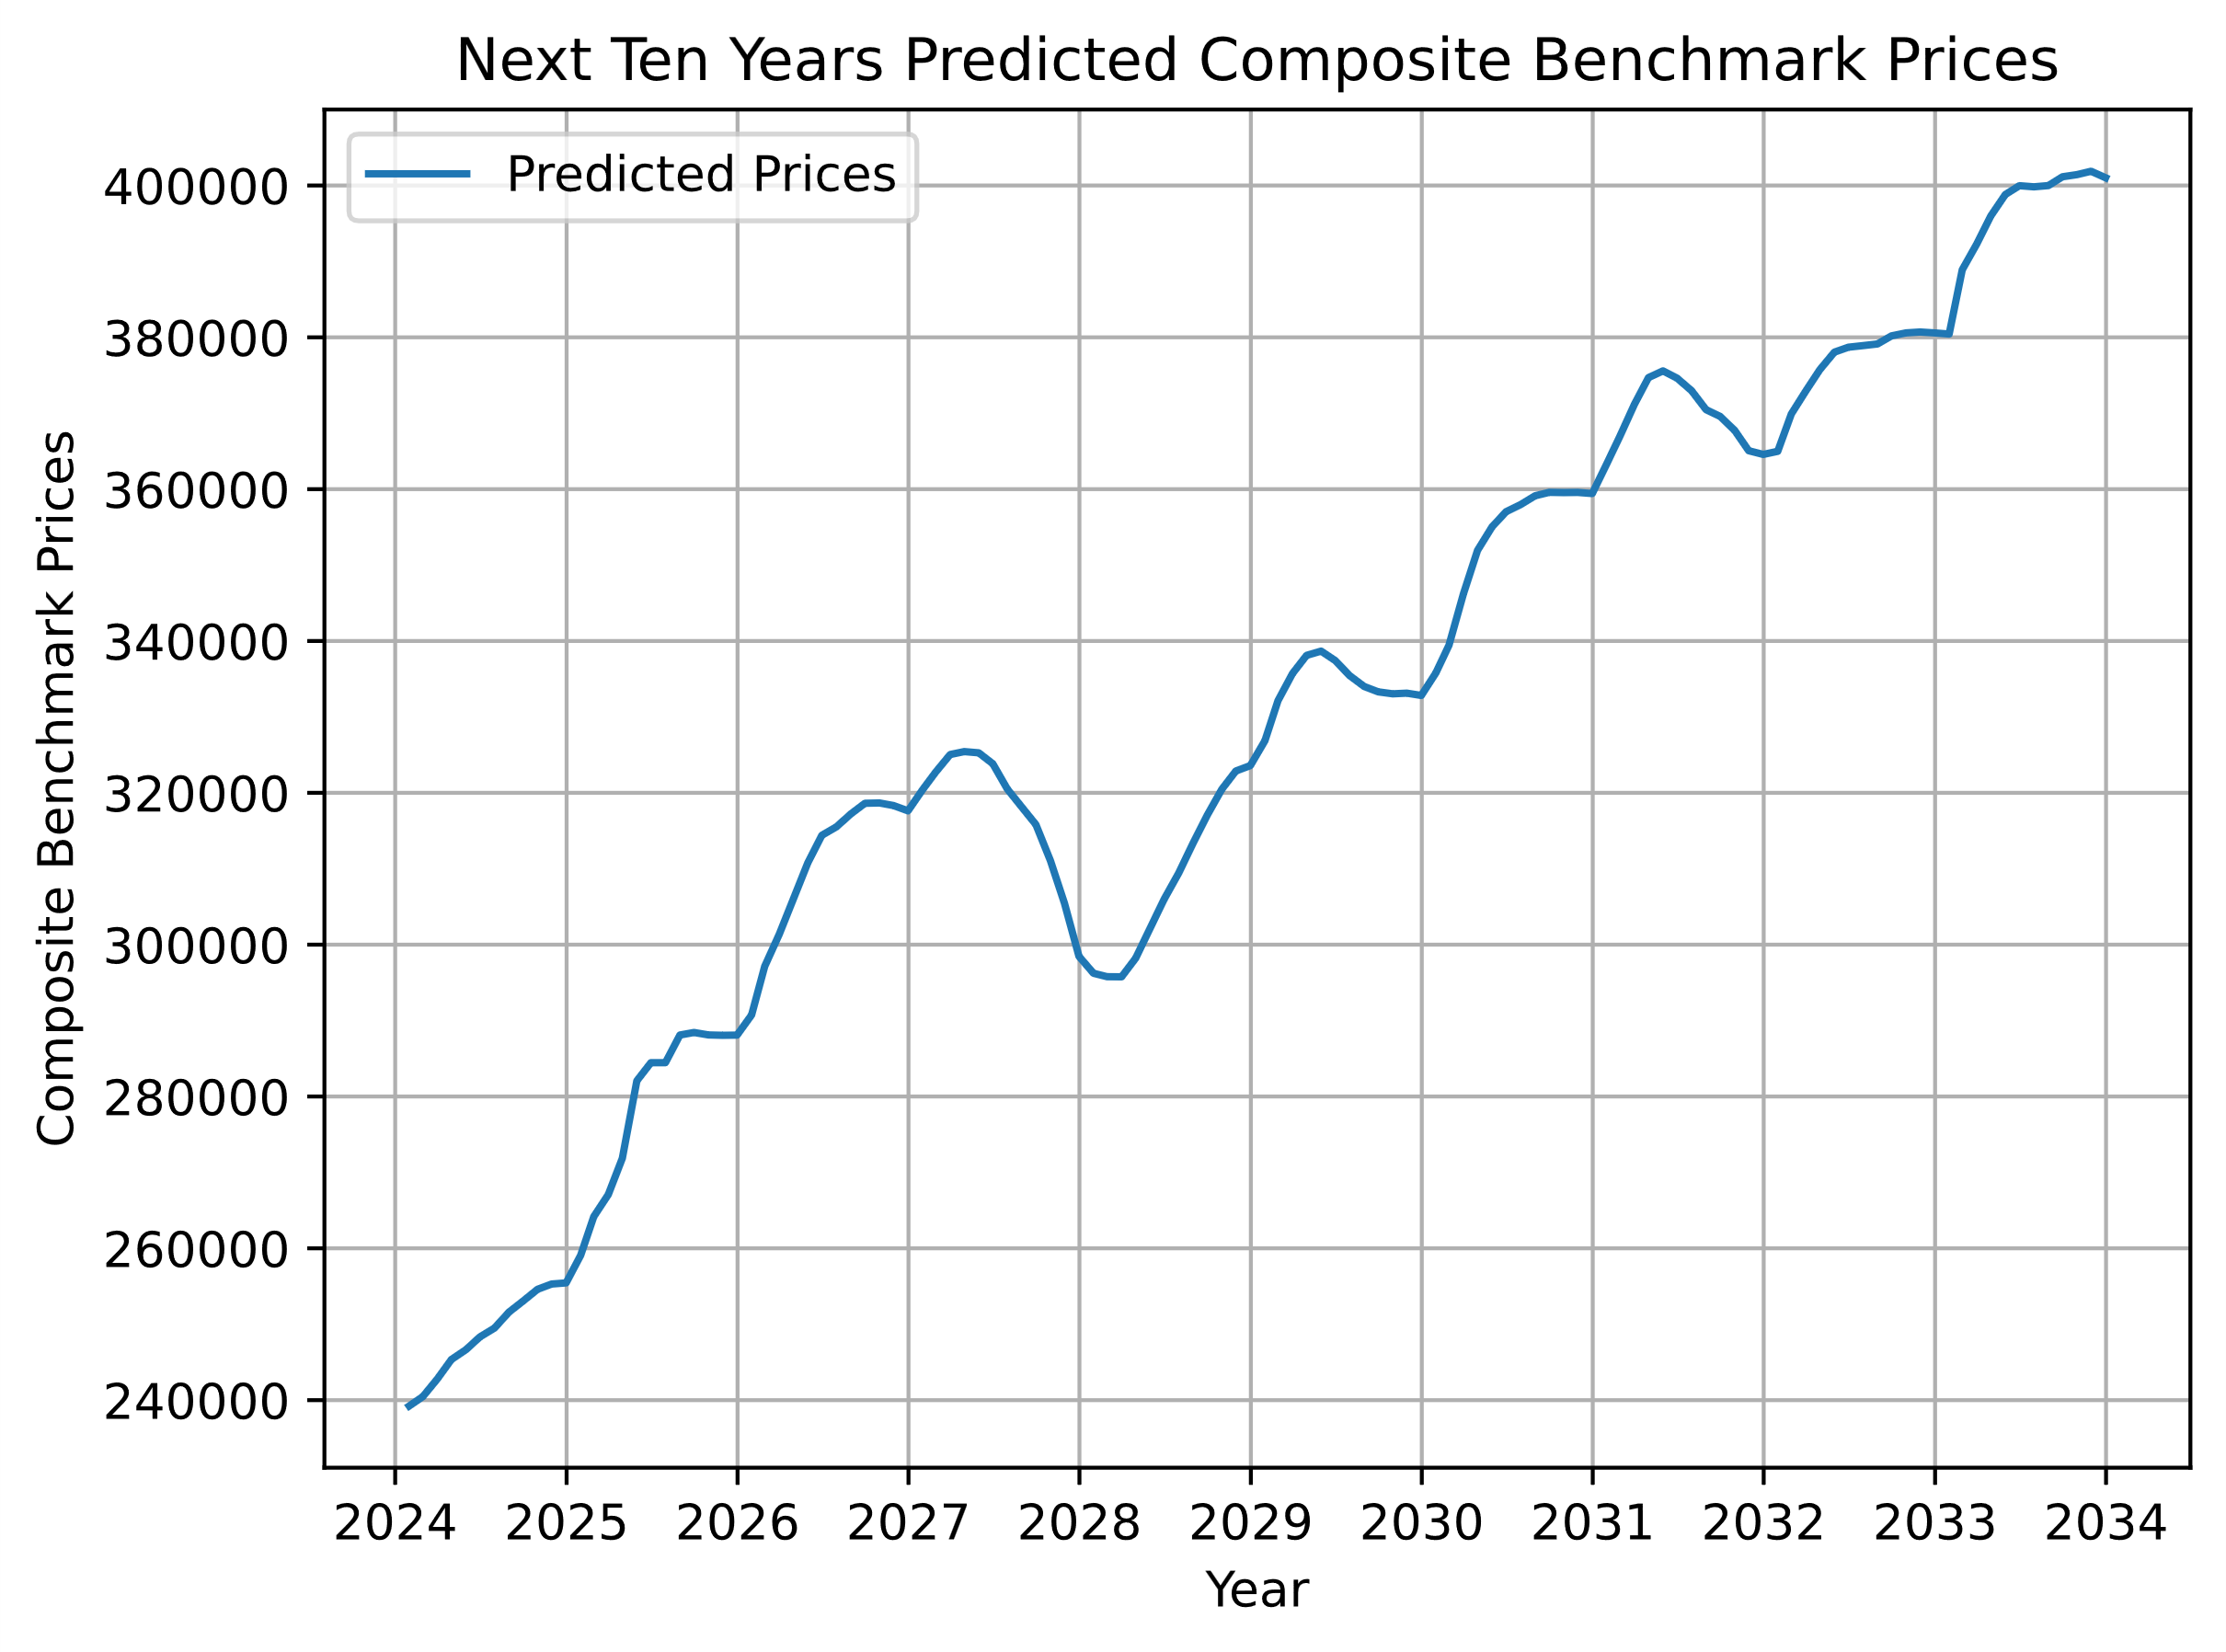 Next Ten Years Predicted Composite Benchmark Prices
Predicted Prices
400000
380000
360000
340000
320000
300000
280000
260000
240000
Composite Benchmark Prices
2024 2025 2026 2027 2028 2029 2030 2031 2032 2033 2034
Year